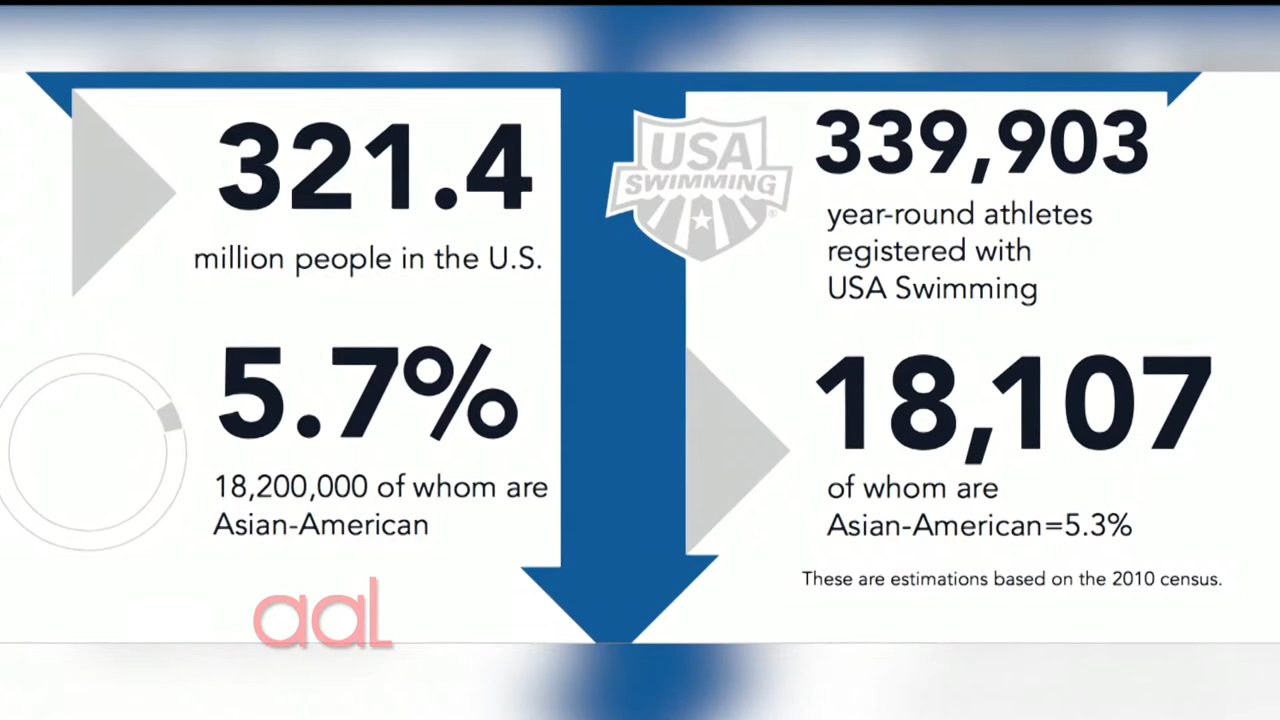 321.4
million people in the U.S.
5.7%
18,200,000 of whom are
Asian-American
USA
SWIMMING
®
339,903
year-round athletes
registered with
USA Swimming
18,107
of whom are
Asian-American=5.3%
These are estimations based on the 2010 census.
aal